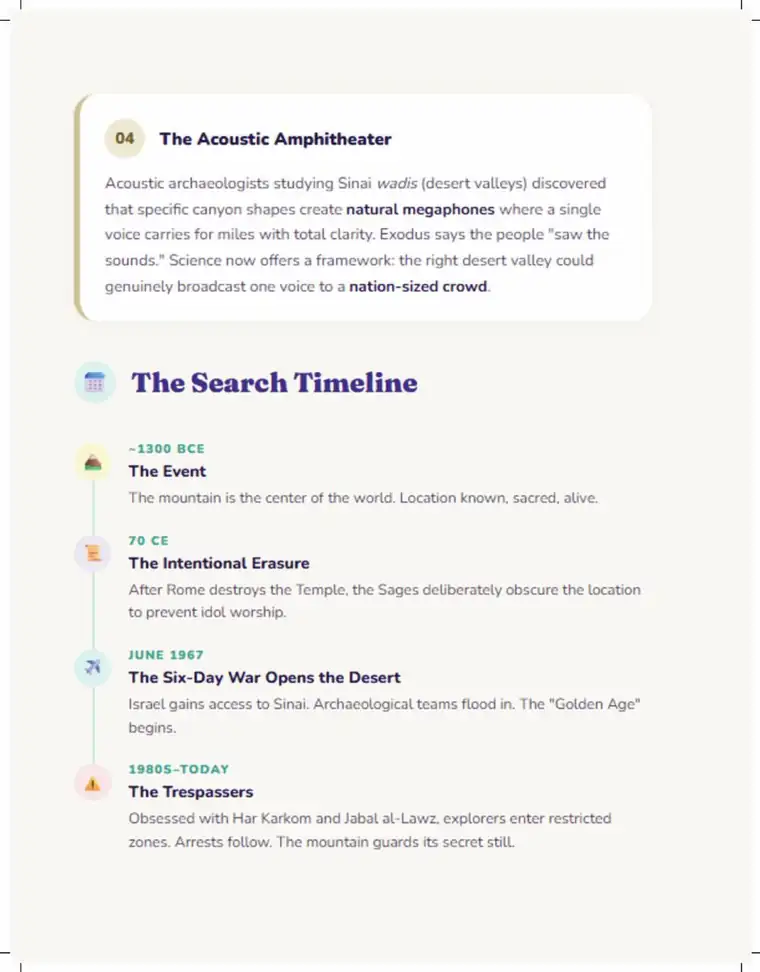 04
The Acoustic Amphitheater
Acoustic archaeologists studying Sinai wadis (desert valleys) discovered
that specific canyon shapes create natural megaphones where a single
voice carries for miles with total clarity. Exodus says the people "saw the
sounds." Science now offers a framework: the right desert valley could
genuinely broadcast one voice to a nation-sized crowd.
The Search Timeline
~1300 BCE
The Event
The mountain is the center of the world. Location known, sacred, alive.
70 CE
The Intentional Erasure
After Rome destroys the Temple, the Sages deliberately obscure the location
to prevent idol worship.
JUNE 1967
The Six-Day War Opens the Desert
Israel gains access to Sinai. Archaeological teams flood in. The "Golden Age"
begins.
1980S–TODAY
The Trespassers
Obsessed with Har Karkom and Jabal al-Lawz, explorers enter restricted
zones. Arrests follow. The mountain guards its secret still.